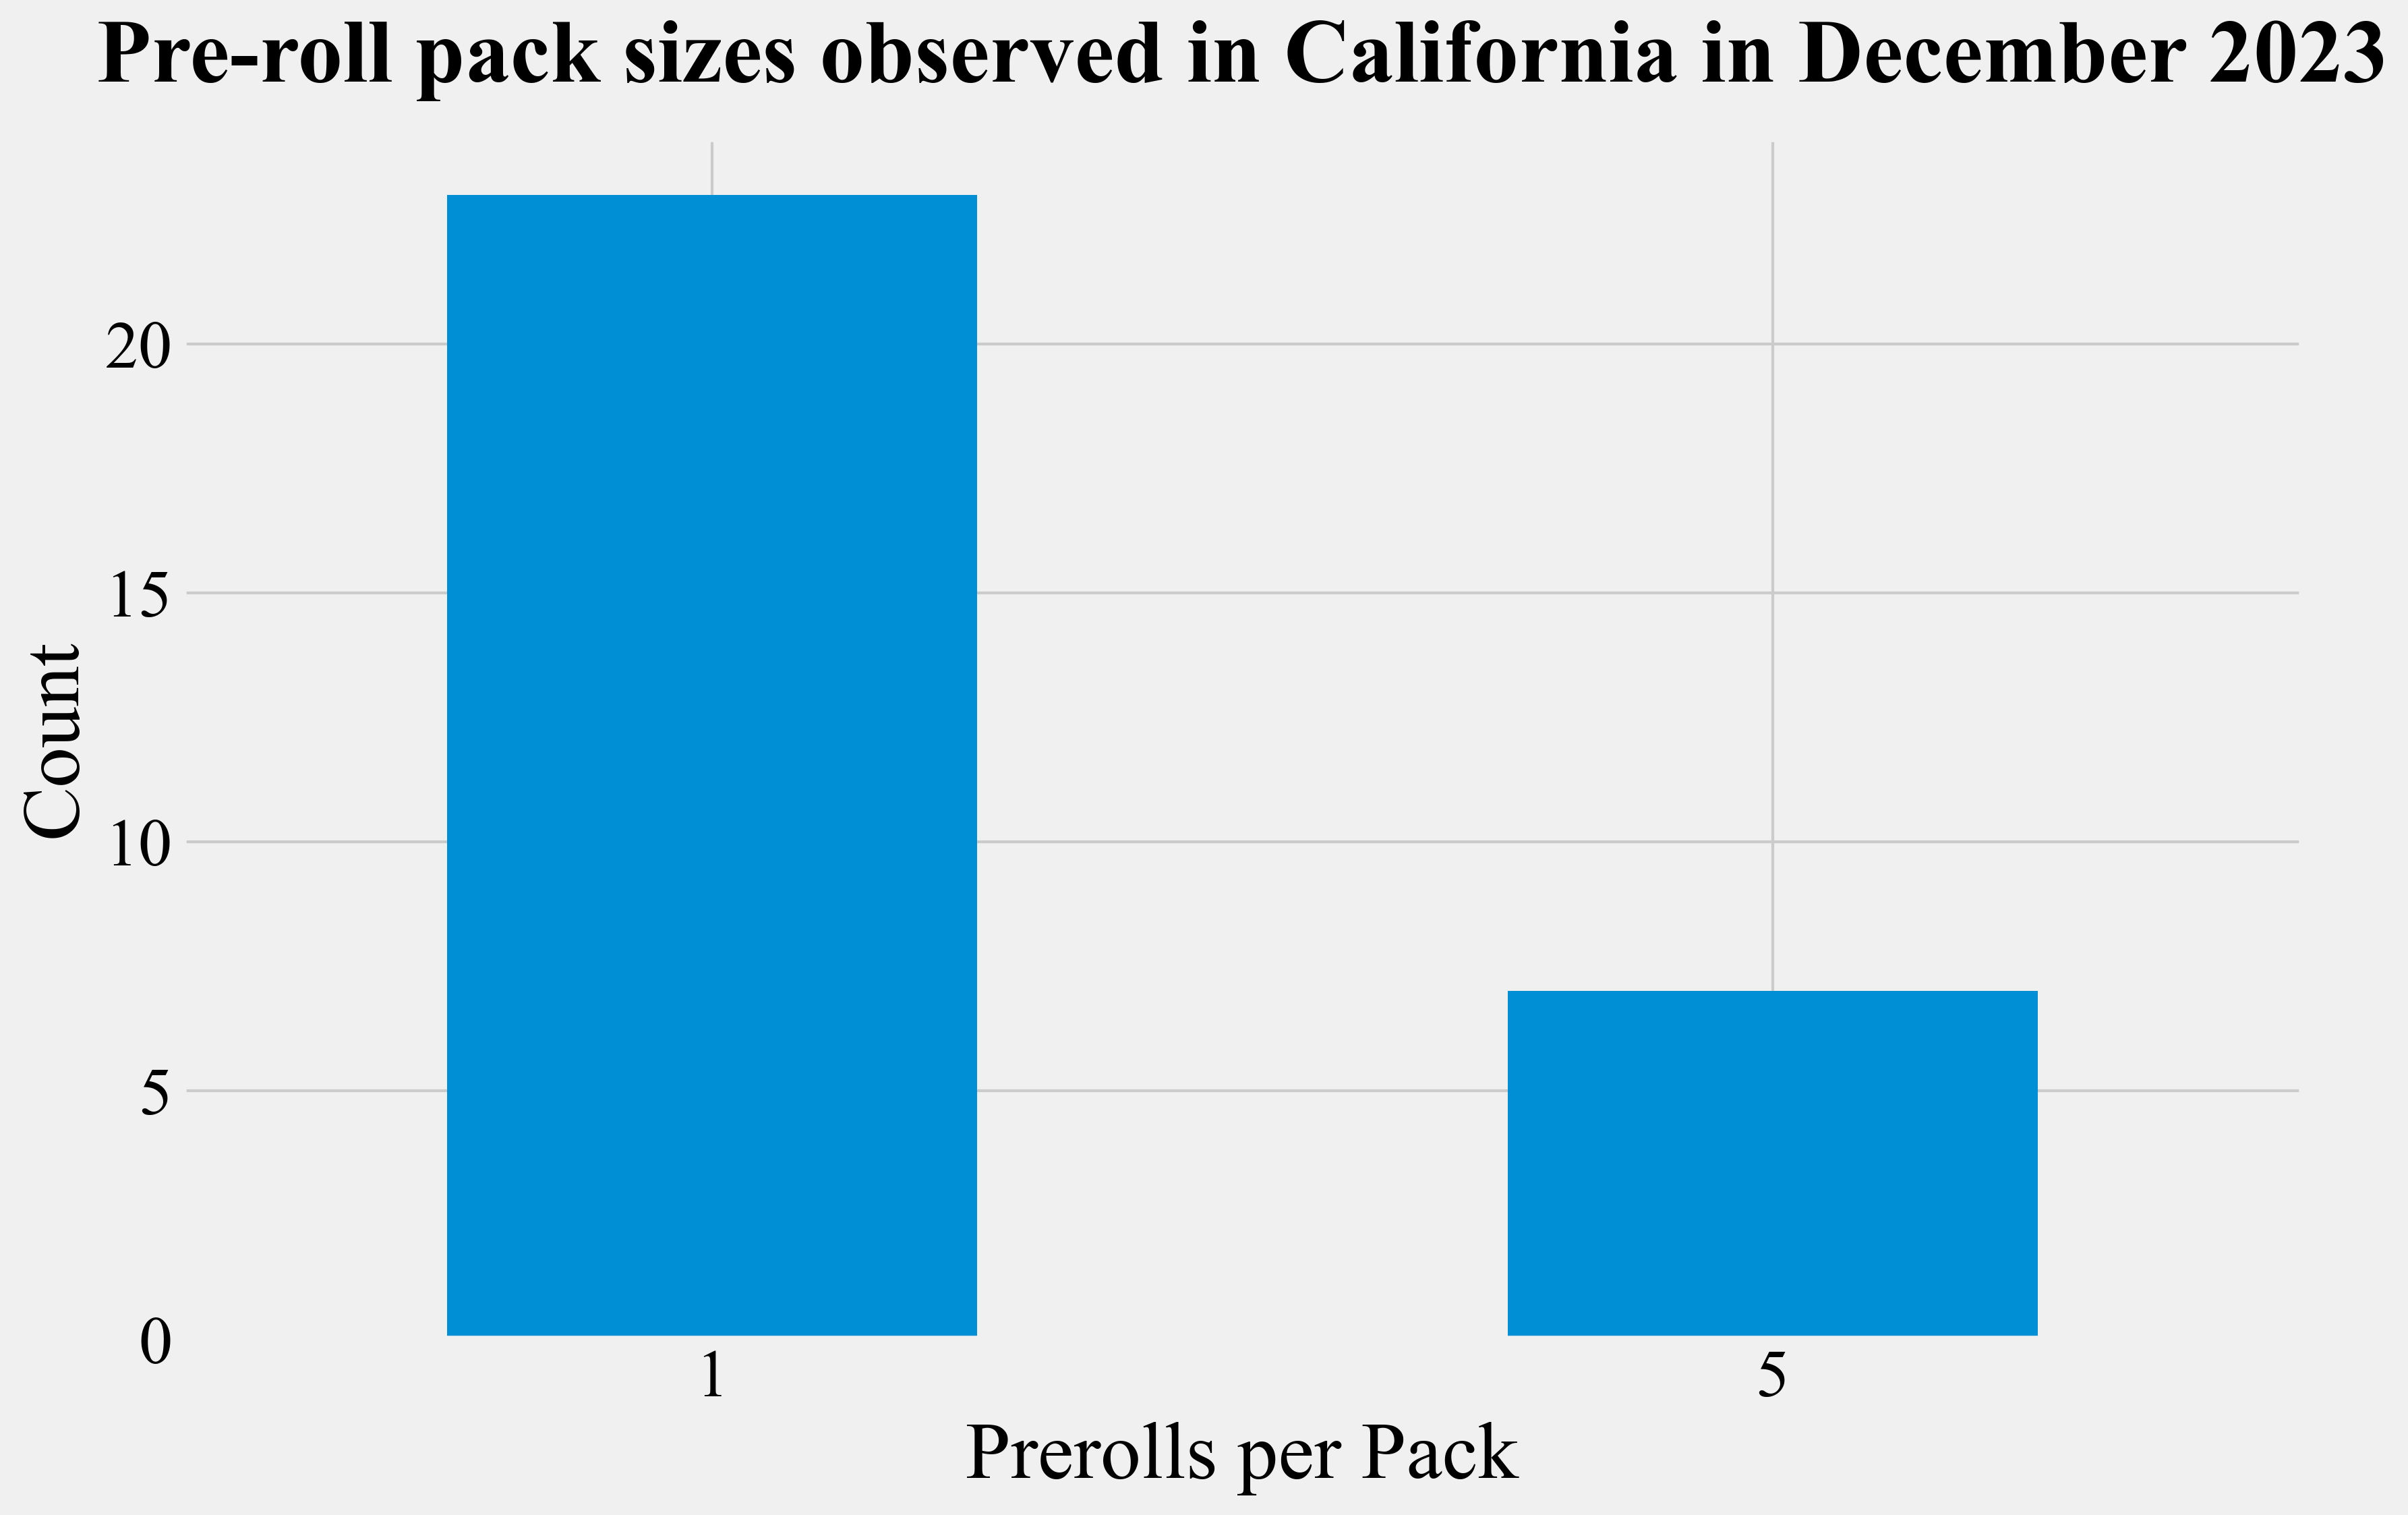 Pre-roll pack sizes observed in California in December 2023
20
15
10
5
0
Count
1
5
Prerolls per Pack